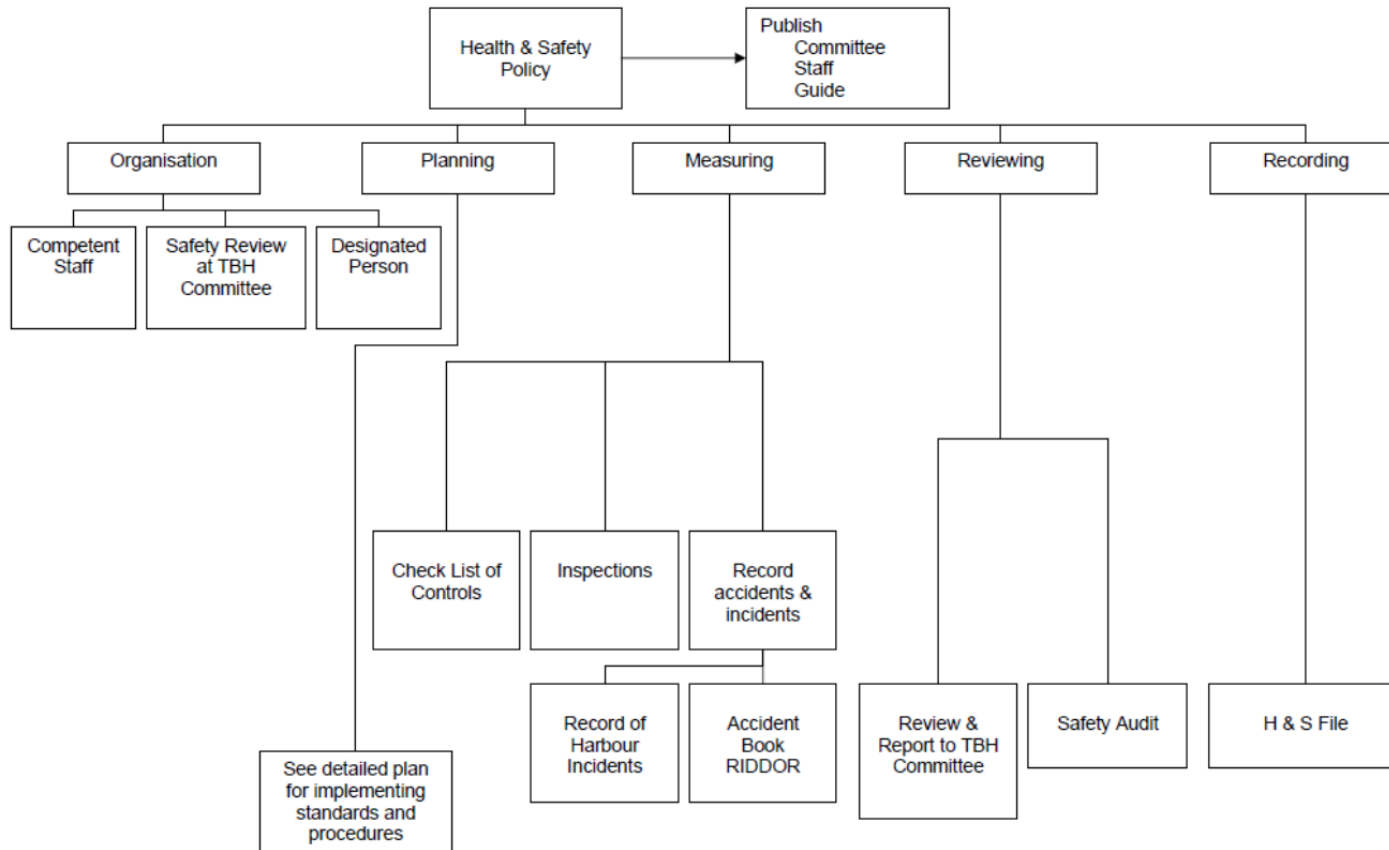 Health & Safety
Policy
Publish
Committee
Staff
Guide
Organisation
Planning
Measuring
Reviewing
Recording
Competent
Staff
Safety Review
at TBH
Committee
Designated
Person
Check List of
Controls
Inspections
Record
accidents &
incidents
Record of
Harbour
Incidents
Accident
Book
RIDDOR
Review &
Report to TBH
Committee
Safety Audit
H & S File
See detailed plan
for implementing
standards and
procedures